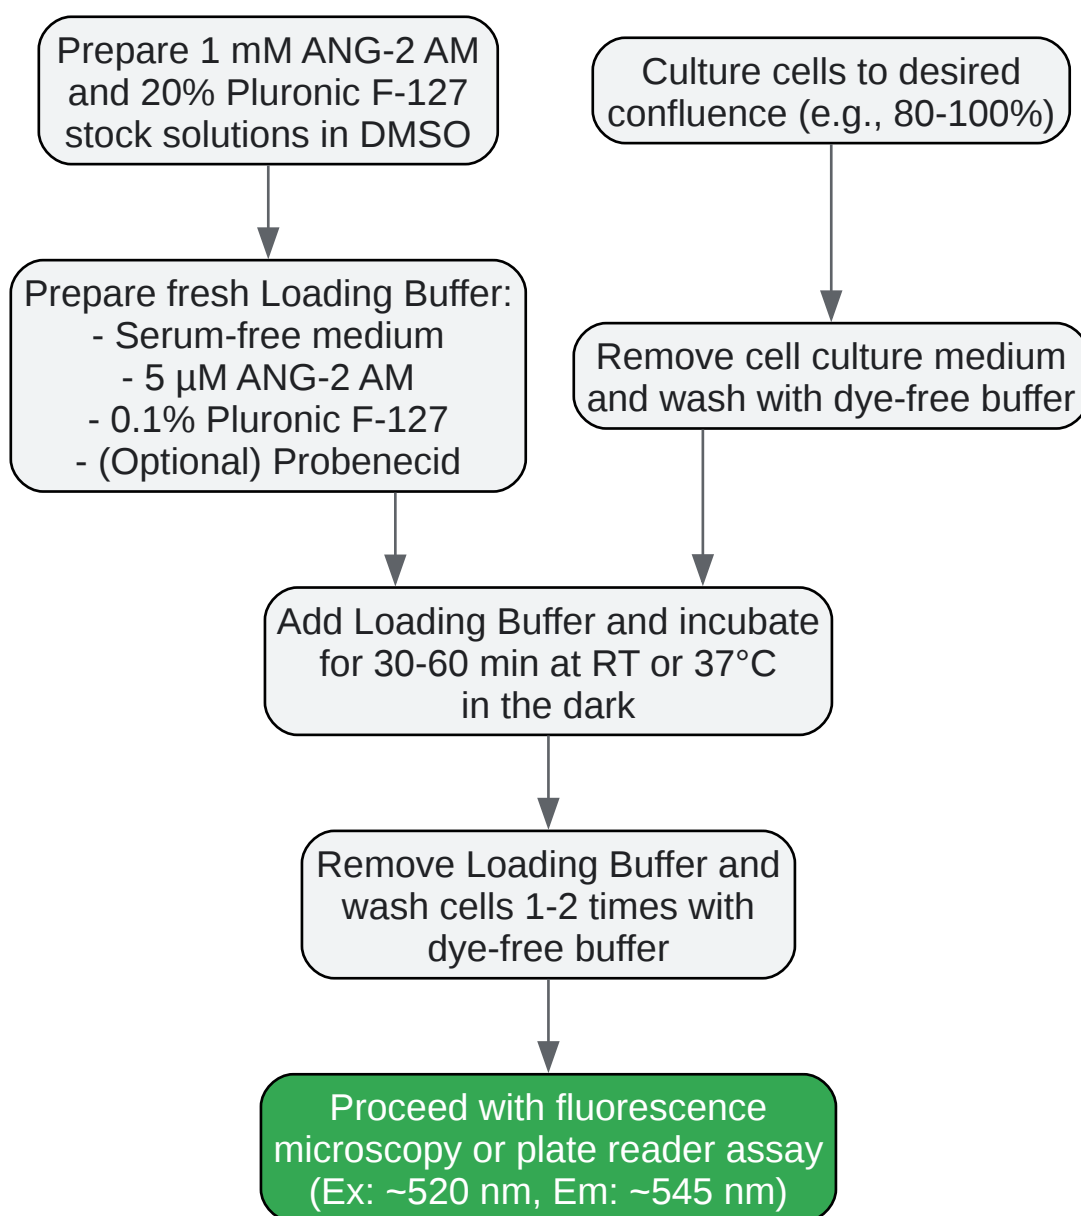 Prepare 1 mM ANG-2 AM
and 20% Pluronic F-127
stock solutions in DMSO
Culture cells to desired
confluence (e.g., 80-100%)
Prepare fresh Loading Buffer:
- Serum-free medium
- 5 µM ANG-2 AM
- 0.1% Pluronic F-127
- (Optional) Probenecid
Remove cell culture medium
and wash with dye-free buffer
Add Loading Buffer and incubate
for 30-60 min at RT or 37°C
in the dark
Remove Loading Buffer and
wash cells 1-2 times with
dye-free buffer
Proceed with fluorescence
microscopy or plate reader assay
(Ex: ~520 nm, Em: ~545 nm)